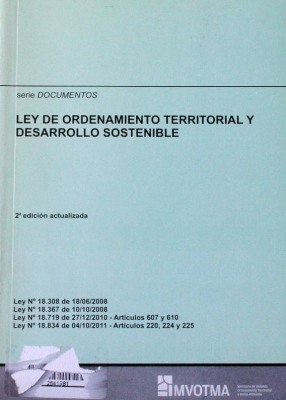 serie DOCUMENTOS
LEY DE ORDENAMIENTO TERRITORIAL Y
DESARROLLO SOSTENIBLE
2ª edición actualizada
Ley Nº 18.308 de 18/06/2008
Ley Nº 18.367 de 10/10/2008
Ley Nº 18.719 de 27/12/2010 - Artículos 607 y 610
Ley Nº 18.834 de 04/10/2011 - Artículos 220, 224 y 225
MVOTMA